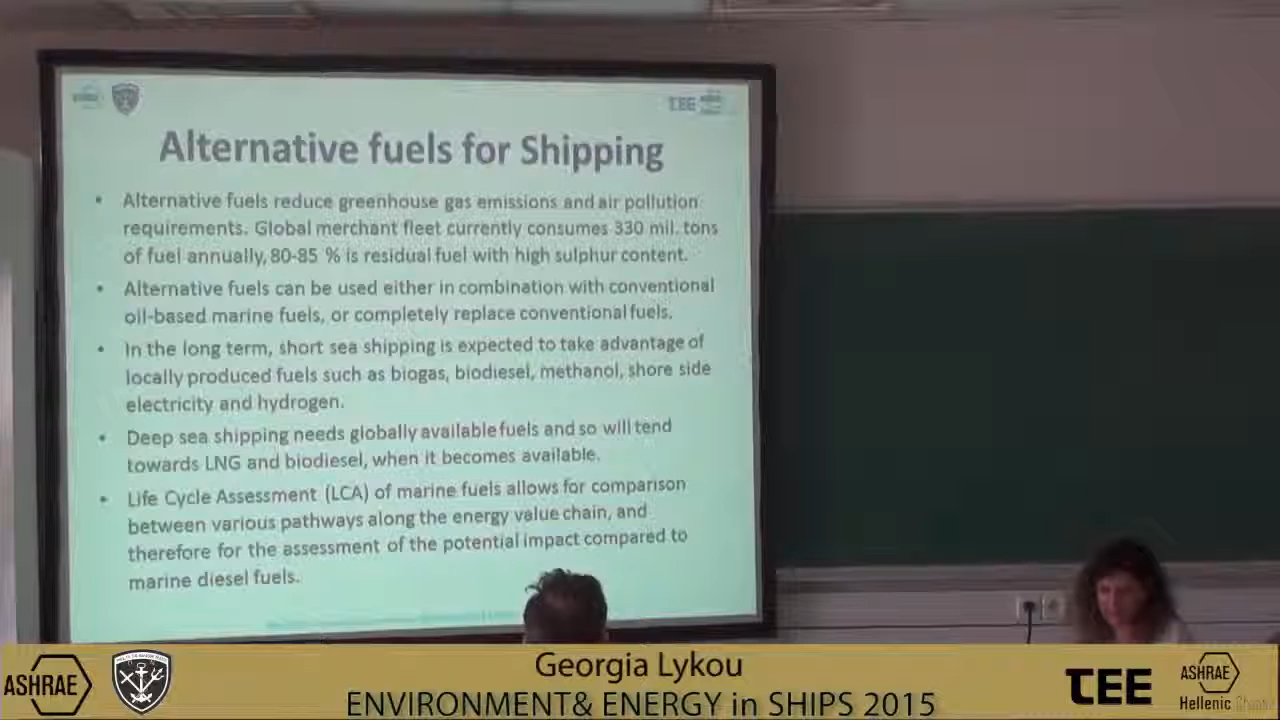 TEE
Alternative fuels for Shipping
• Alternative fuels reduce greenhouse gas emissions and air pollution
requirements. Global merchant fleet currently consumes 330 mil. tons
of fuel annually, 80-85 % is residual fuel with high sulphur content.
• Alternative fuels can be used either in combination with conventional
oil-based marine fuels, or completely replace conventional fuels.
• In the long term, short sea shipping is expected to take advantage of
locally produced fuels such as biogas, biodiesel, methanol, shore side
electricity and hydrogen.
• Deep sea shipping needs globally available fuels and so will tend
towards LNG and biodiesel, when it becomes available.
• Life Cycle Assessment (LCA) of marine fuels allows for comparison
between various pathways along the energy value chain, and
therefore for the assessment of the potential impact compared to
marine diesel fuels.
Georgia Lykou
ENVIRONMENT& ENERGY in SHIPS 2015
ASHRAE
TEE
ASHRAE
Hellenic